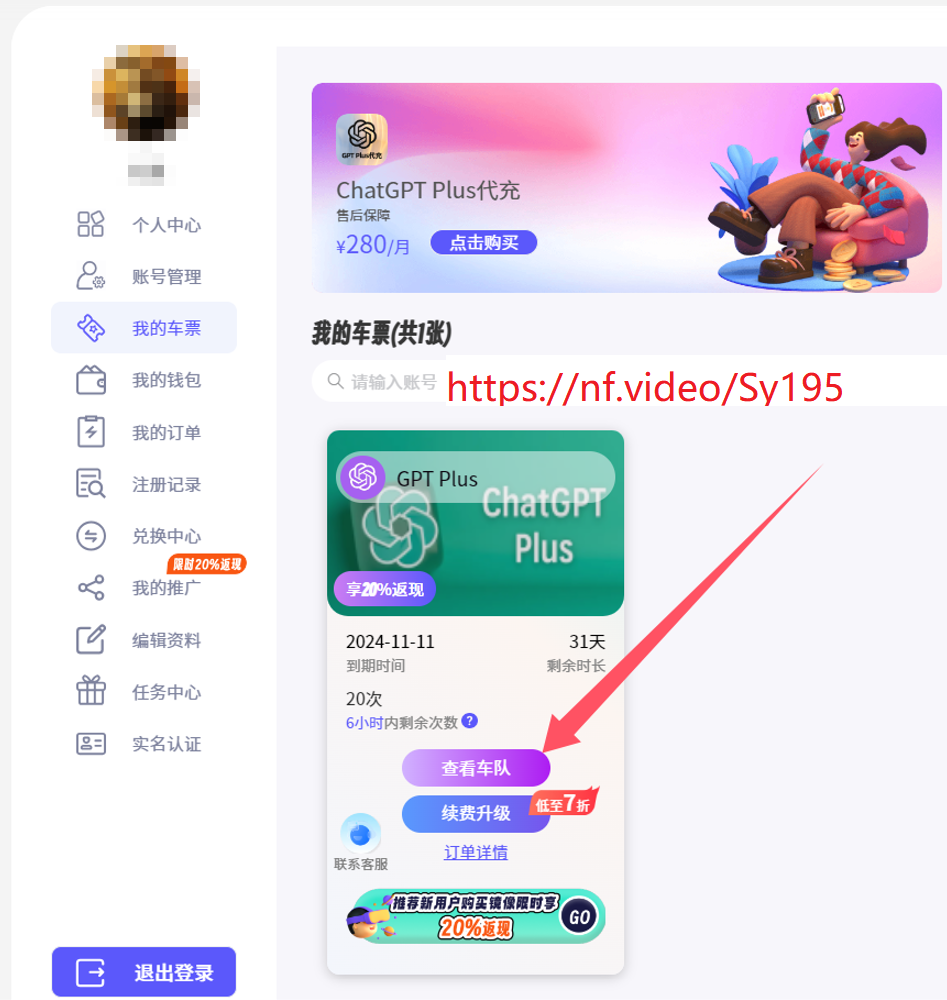 个人中心
账号管理
我的车票
我的钱包
我的订单
注册记录
兑换中心
限时20%返现
我的推广
编辑资料
任务中心
实名认证
退出登录
GPT Plus代充
ChatGPT Plus代充
售后保障
¥280/月
点击购买
我的车票(共1张)
请输入账号
https://nf.video/Sy195
GPT Plus
ChatGPT
Plus
享20%返现
2024-11-11
31天
到期时间
剩余时长
20次
6小时内剩余次数 ?
查看车队
续费升级
低至7折
订单详情
联系客服
推荐新用户购买镜像限时享
20%返现
GO